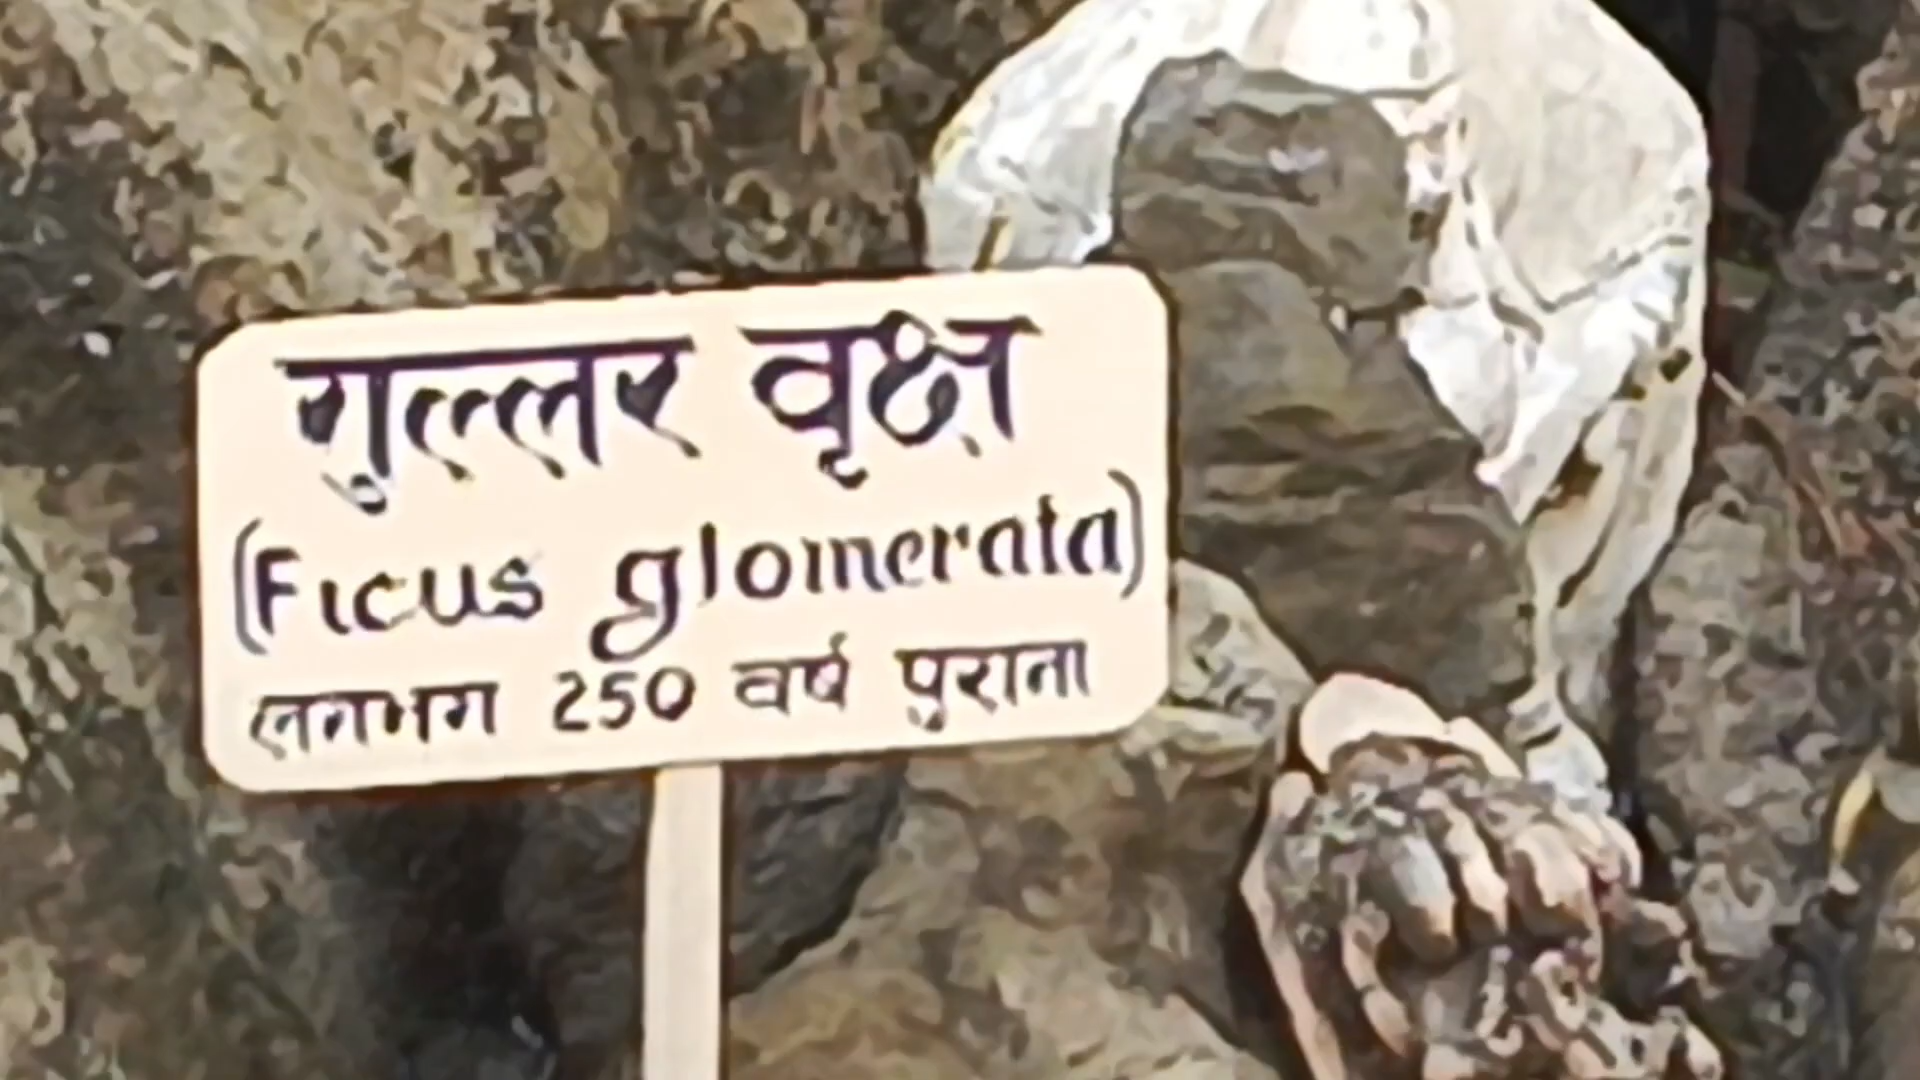 गुल्लर वृक्ष
(Ficus glomerata)
लगभग 250 वर्ष पुराना